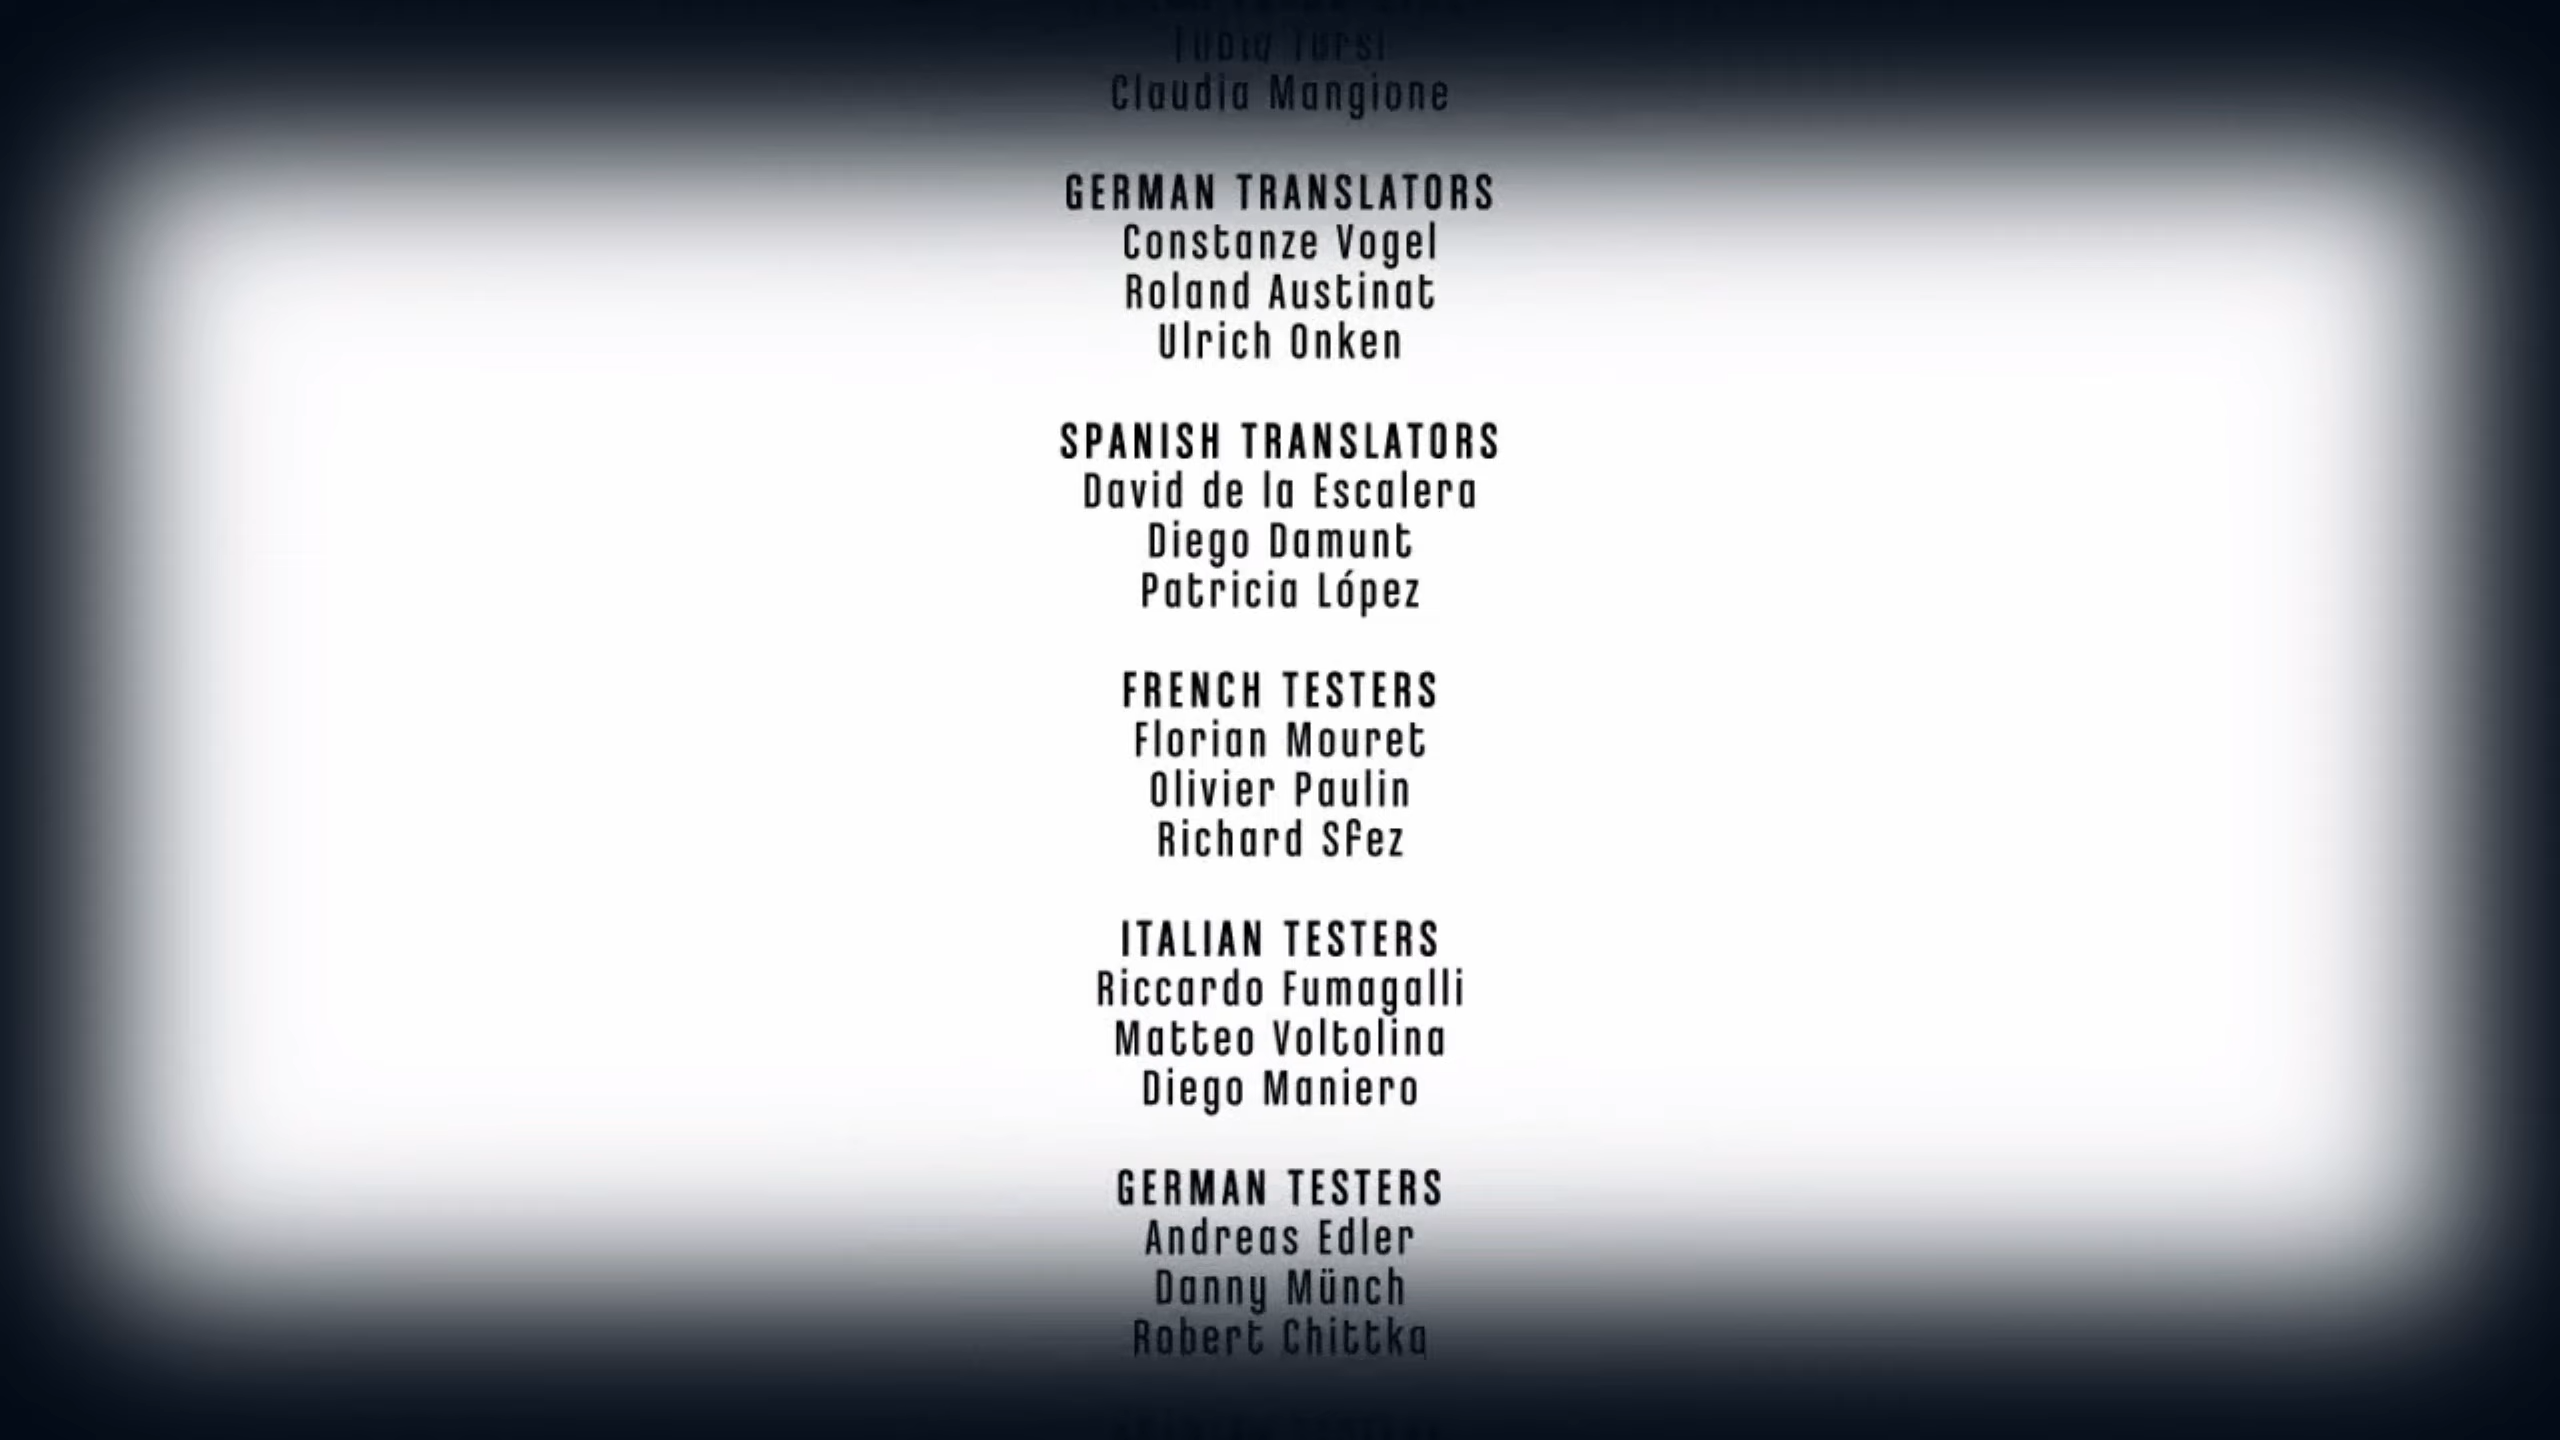 Claudia Mangione
GERMAN TRANSLATORS
Constanze Vogel
Roland Austinat
Ulrich Onken
SPANISH TRANSLATORS
David de la Escalera
Diego Damunt
Patricia López
FRENCH TESTERS
Florian Mouret
Olivier Paulin
Richard Sfez
ITALIAN TESTERS
Riccardo Fumagalli
Matteo Voltolina
Diego Maniero
GERMAN TESTERS
Andreas Edler
Danny Münch
Robert Chittka